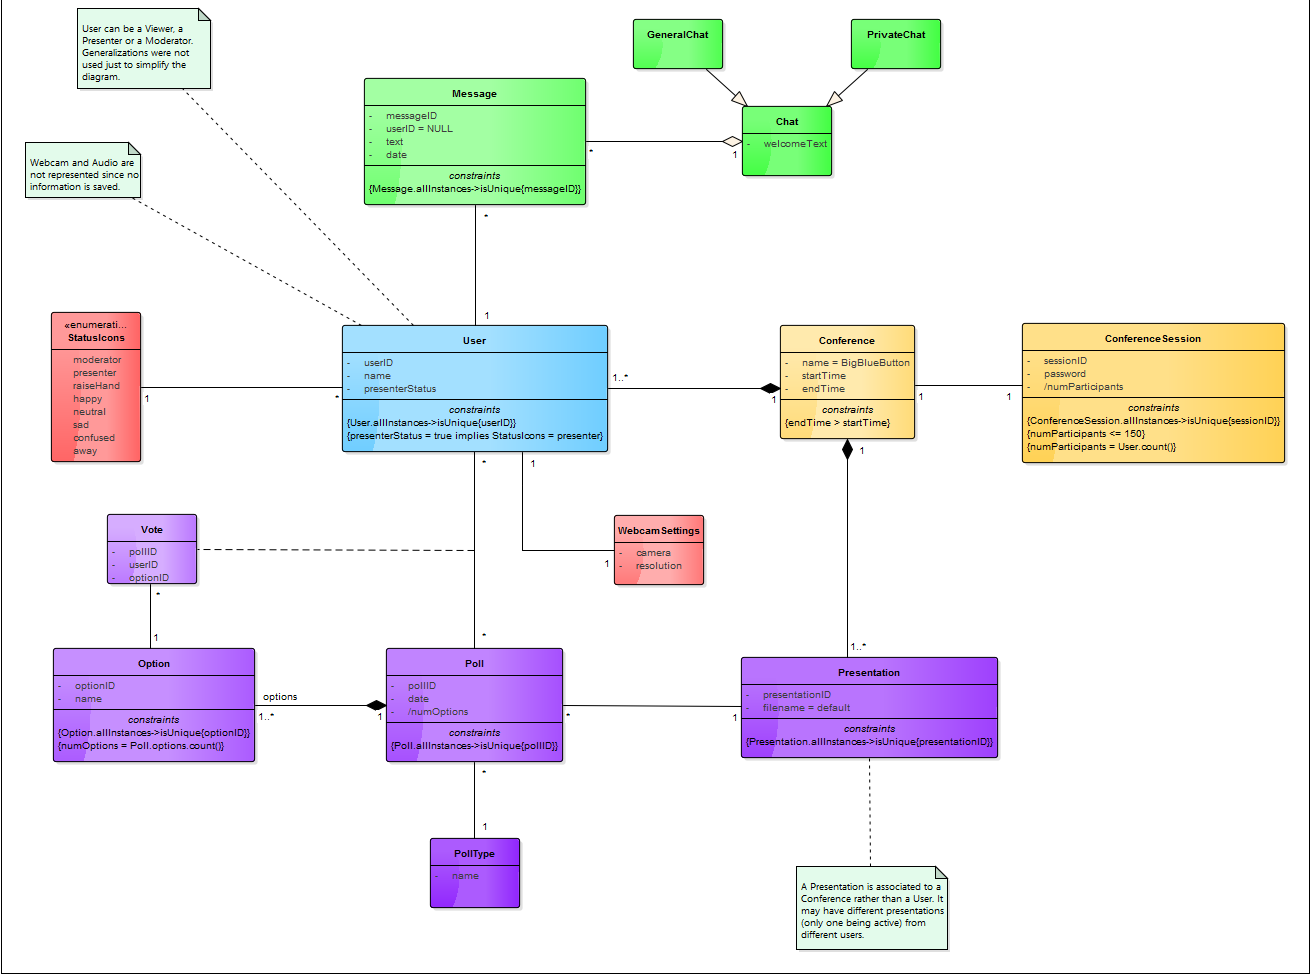 User can be a Viewer, a
Presenter or a Moderator.
Generalizations were not
used just to simplify the
diagram.
GeneralChat
PrivateChat
Message
- messageID
- userID = NULL
- text
- date
constraints
{Message.allInstances->isUnique{messageID}}
*
1
Chat
- welcomeText
Webcam and Audio are
not represented since no
information is saved.
*
1
«enumerati...
StatusIcons
moderator
presenter
raiseHand
happy
neutral
sad
confused
away
1
*
User
- userID
- name
- presenterStatus
constraints
{User.allInstances->isUnique{userID}}
{presenterStatus = true implies StatusIcons = presenter}
1..*
1
Conference
- name = BigBlueButton
- startTime
- endTime
constraints
{endTime > startTime}
1
1
ConferenceSession
- sessionID
- password
- /numParticipants
constraints
{ConferenceSession.allInstances->isUnique{sessionID}}
{numParticipants <= 150}
{numParticipants = User.count()}
*
1
1
Vote
- pollID
- userID
- optionID
WebcamSettings
- camera
- resolution
1
*
1
*
1..*
Option
- optionID
- name
constraints
{Option.allInstances->isUnique{optionID}}
{numOptions = Poll.options.count()}
options
1..*
1
Poll
- pollID
- date
- /numOptions
constraints
{Poll.allInstances->isUnique{pollID}}
*
1
Presentation
- presentationID
- filename = default
constraints
{Presentation.allInstances->isUnique{presentationID}}
*
1
PollType
- name
A Presentation is associated to a
Conference rather than a User. It
may have different presentations
(only one being active) from
different users.